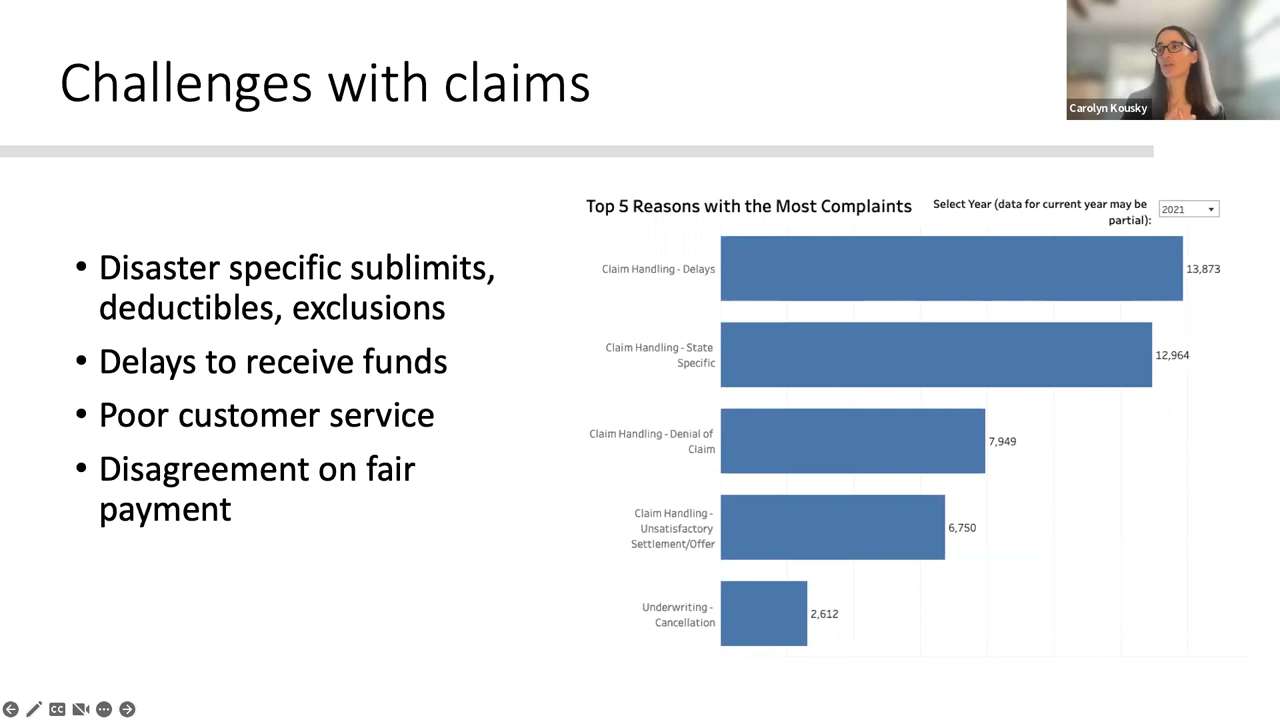 Challenges with claims
Carolyn Kousky
• Disaster specific sublimits,
deductibles, exclusions
• Delays to receive funds
• Poor customer service
• Disagreement on fair
payment
Top 5 Reasons with the Most Complaints
Select Year (data for current year may be
partial):
2021
Claim Handling - Delays
13,873
Claim Handling - State
Specific
12,964
Claim Handling - Denial of
Claim
7,949
Claim Handling -
Unsatisfactory
Settlement/Offer
6,750
Underwriting -
Cancellation
2,612
CC